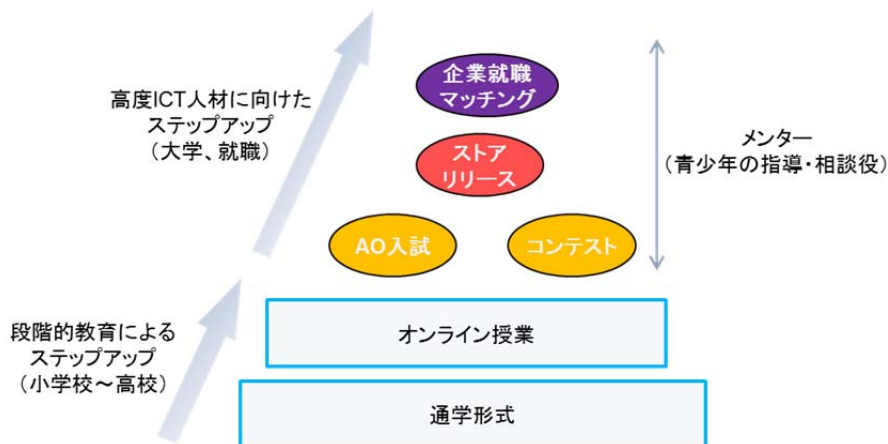 企業就職
マッチング
高度ICT人材に向けた
ステップアップ
（大学、就職）
ストア
リリース
メンター
（青少年の指導・相談役）
AO入試
コンテスト
段階的教育による
ステップアップ
（小学校～高校）
オンライン授業
通学形式